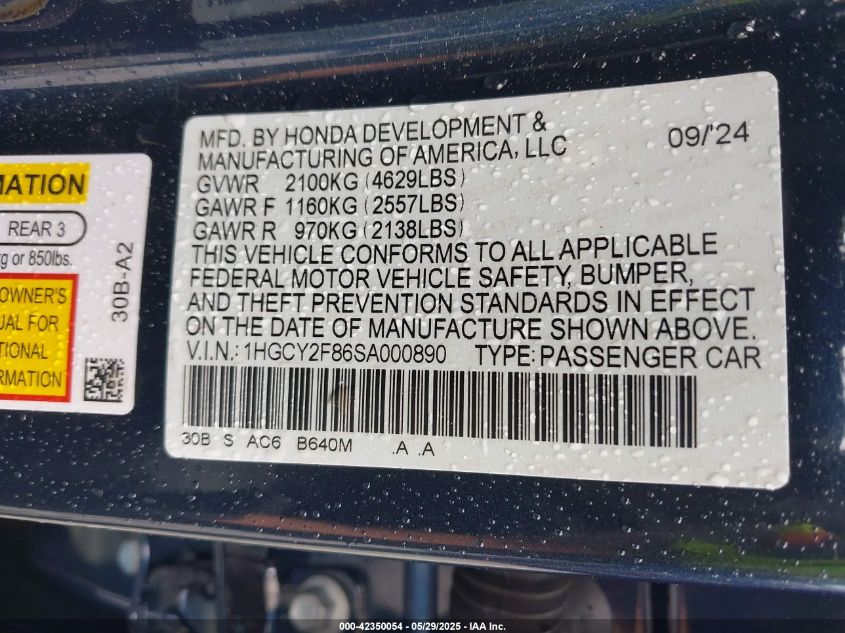 MATION
REAR 3
g or 850lbs.
OWNER'S
UAL FOR
TIONAL
RMATION
30B-A2
MFD. BY HONDA DEVELOPMENT & 09/'24
MANUFACTURING OF AMERICA, LLC
GVWR 2100KG (4629LBS)
GAWR F 1160KG (2557LBS)
GAWR R 970KG (2138LBS)
THIS VEHICLE CONFORMS TO ALL APPLICABLE
FEDERAL MOTOR VEHICLE SAFETY, BUMPER,
AND THEFT PREVENTION STANDARDS IN EFFECT
ON THE DATE OF MANUFACTURE SHOWN ABOVE.
V.I.N.: 1HGCY2F86SA000890 TYPE: PASSENGER CAR
30B S AC6 B640M .A .A
000-42350054 - 05/29/2025 - IAA Inc.